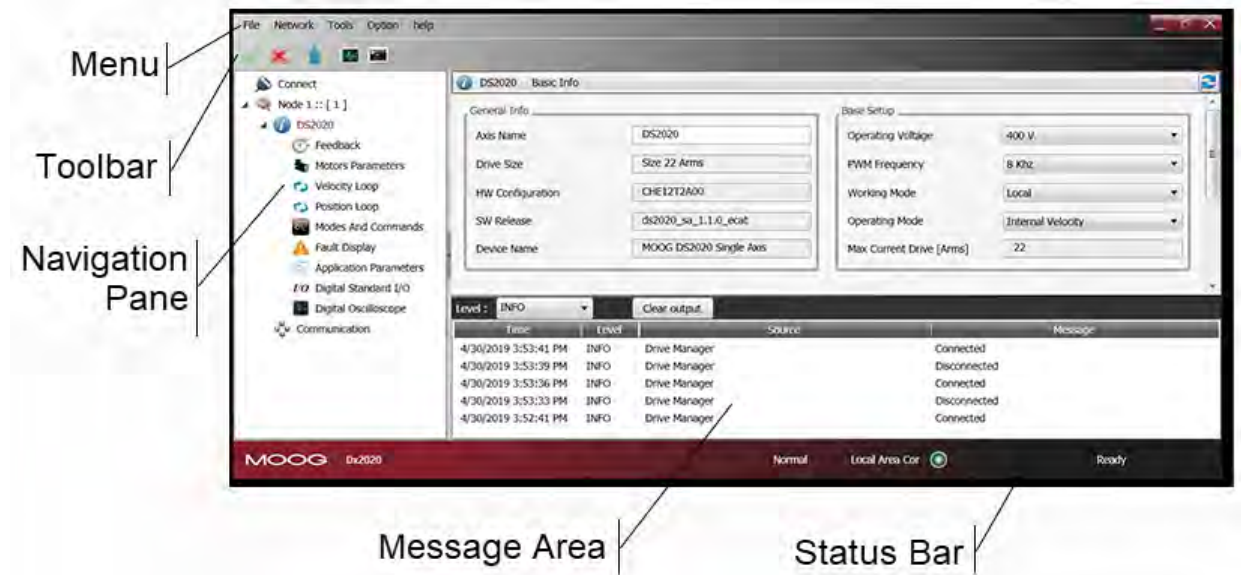 File Network Tools Option help
Menu
Toolbar
Navigation
Pane
Connect
Node 1 :: [ 1 ]
DS2020
Feedback
Motors Parameters
Velocity Loop
Position Loop
Modes And Commands
Fault Display
Application Parameters
I/O Digital Standard I/O
Digital Oscilloscope
Communication
DS2020 Basic Info
General Info
Axis Name DS2020
Drive Size Size 22 Arms
HW Configuration CHE12T2A00
SW Release ds2020_sa_1.1.0_ecat
Device Name MOOG DS2020 Single Axis
Base Setup
Operating Voltage 400 V.
PWM Frequency 8 Khz
Working Mode Local
Operating Mode Internal Velocity
Max Current Drive [Arms] 22
Level : INFO Clear output
Time Level Source Message
4/30/2019 3:53:41 PM INFO Drive Manager Connected
4/30/2019 3:53:39 PM INFO Drive Manager Disconnected
4/30/2019 3:53:36 PM INFO Drive Manager Connected
4/30/2019 3:53:33 PM INFO Drive Manager Disconnected
4/30/2019 3:52:41 PM INFO Drive Manager Connected
MOOG Dx2020 Normal Local Area Cor Ready
Message Area
Status Bar